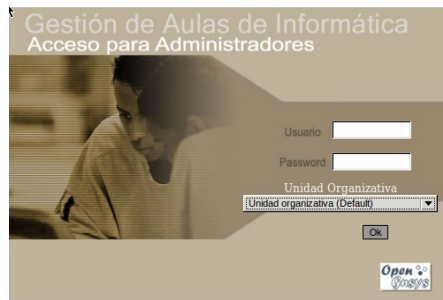 Gestión de Aulas de Informática
Acceso para Administradores
Usuario
Password
Unidad Organizativa
Unidad organizativa (Default)
Ok
Open
Gnsys